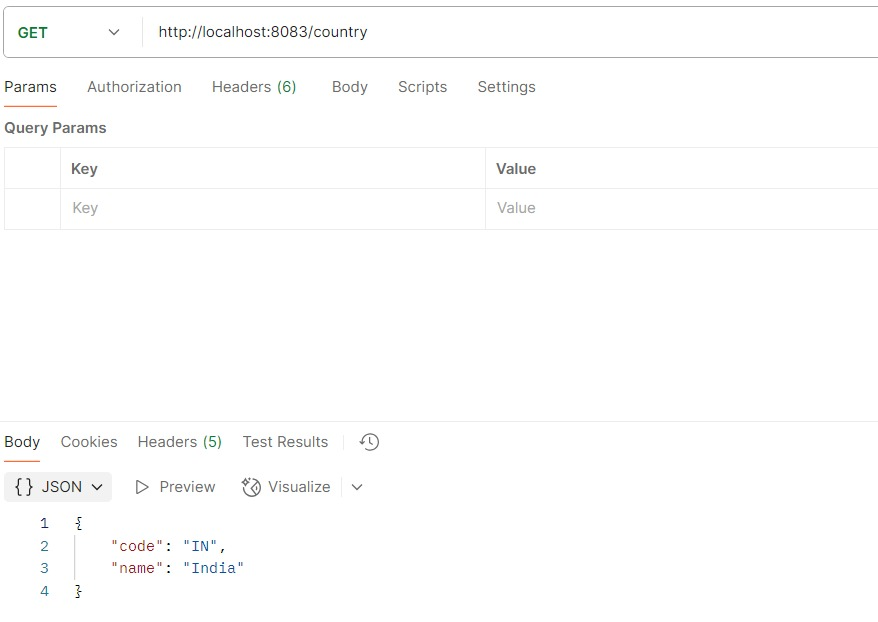 GET http://localhost:8083/country
Params Authorization Headers (6) Body Scripts Settings
Query Params
Key Value
Key Value
Body Cookies Headers (5) Test Results
{} JSON Preview Visualize
1 {
2 "code": "IN",
3 "name": "India"
4 }